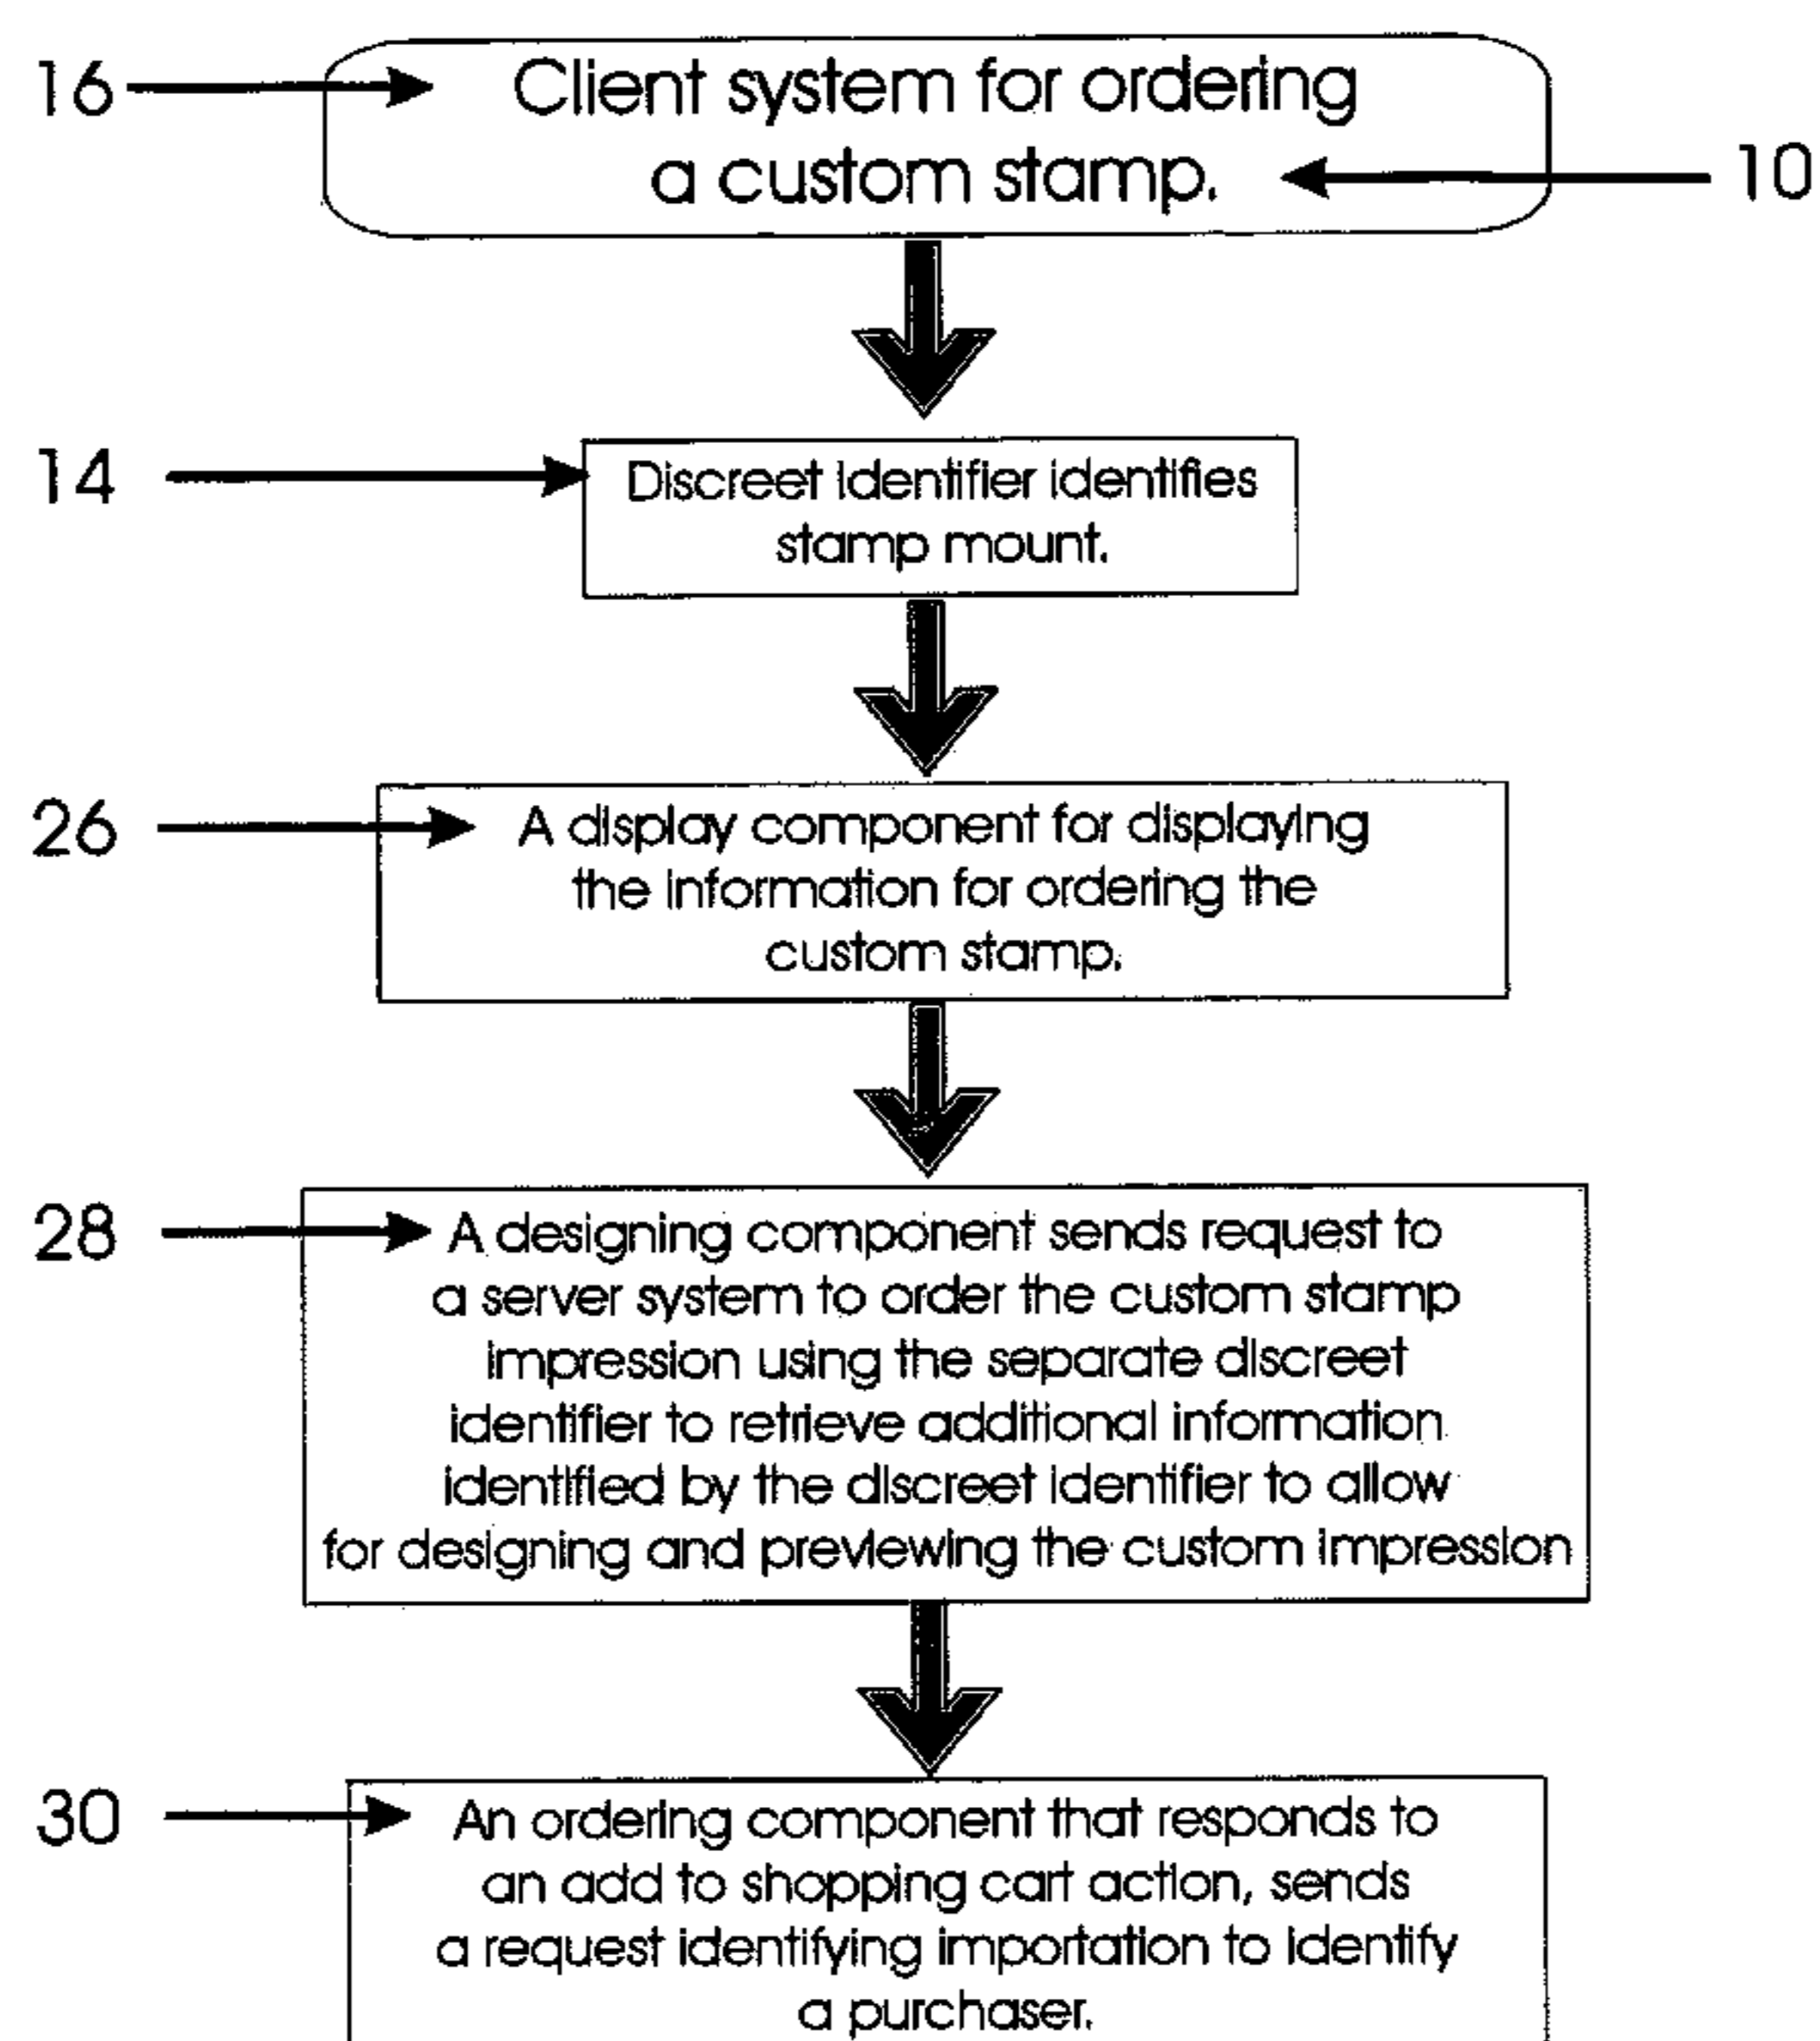 16
Client system for ordering
a custom stamp.
10
14
Discreet identifier identifies
stamp mount.
26
A display component for displaying
the information for ordering the
custom stamp.
28
A designing component sends request to
a server system to order the custom stamp
impression using the separate discreet
identifier to retrieve additional information
identified by the discreet identifier to allow
for designing and previewing the custom impression
30
An ordering component that responds to
an add to shopping cart action, sends
a request identifying importation to identify
a purchaser.